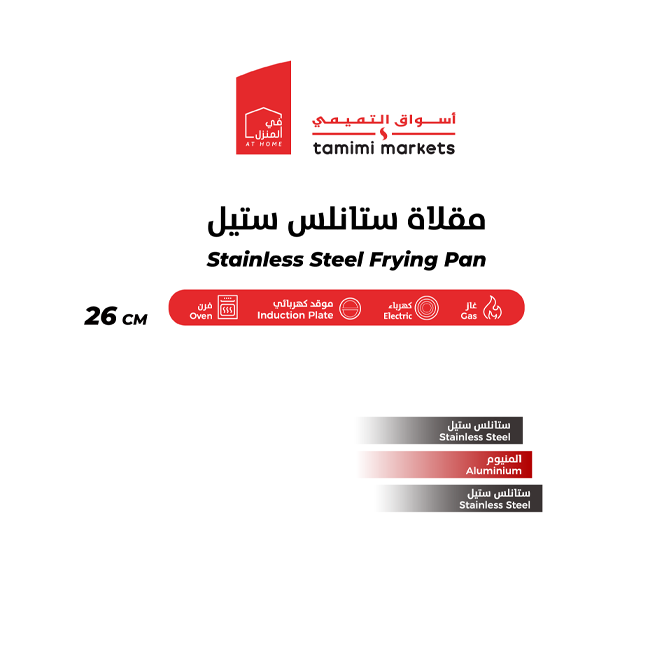 في
المنزل
AT HOME
أسواق التميمي
tamimi markets
مقلاة ستانلس ستيل
Stainless Steel Frying Pan
26 CM
فرن
Oven
موقد كهربائي
Induction Plate
كهرباء
Electric
غاز
Gas
ستانلس ستيل
Stainless Steel
المنيوم
Aluminium
ستانلس ستيل
Stainless Steel